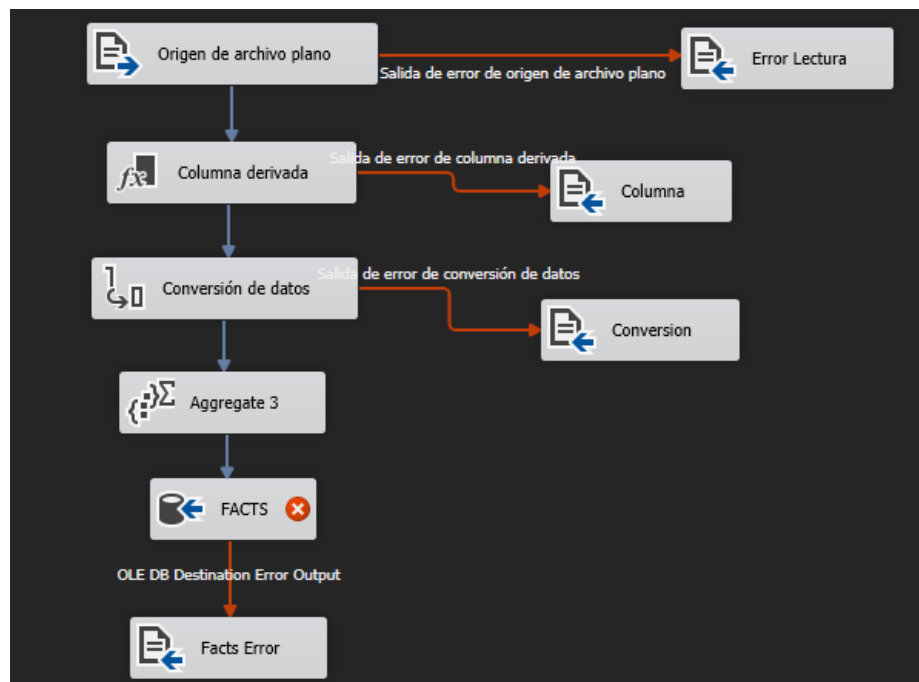 Origen de archivo plano
Salida de error de origen de archivo plano
Error Lectura
Columna derivada
Salida de error de columna derivada
Columna
Conversión de datos
Salida de error de conversión de datos
Conversion
Aggregate 3
FACTS
OLE DB Destination Error Output
Facts Error